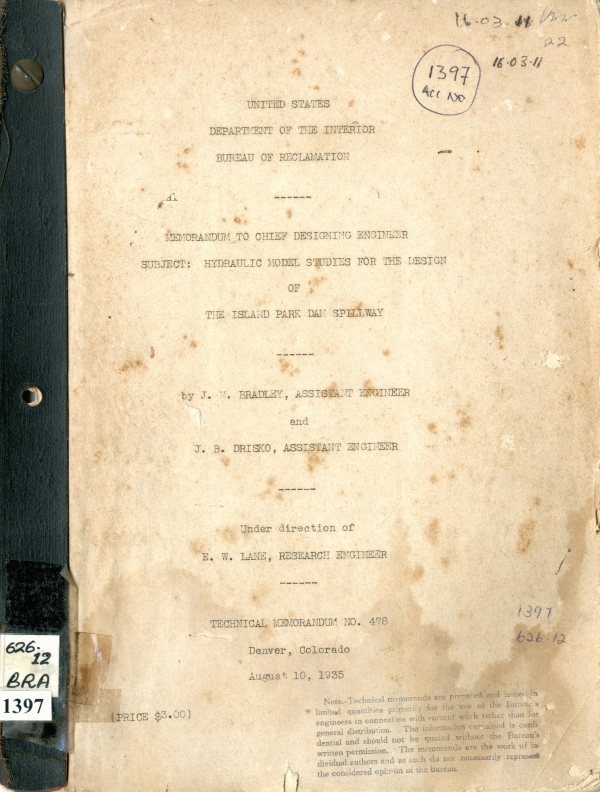 16.03.11
22
16.03.11
1397
Acc No
UNITED STATES
DEPARTMENT OF THE INTERIOR
BUREAU OF RECLAMATION
------
MEMORANDUM TO CHIEF DESIGNING ENGINEER
SUBJECT: HYDRAULIC MODEL STUDIES FOR THE DESIGN
OF
THE ISLAND PARK DAM SPILLWAY
------
by J. M. BRADLEY, ASSISTANT ENGINEER
and
J. B. DRISKO, ASSISTANT ENGINEER
------
Under direction of
E. W. LANE, RESEARCH ENGINEER
------
TECHNICAL MEMORANDUM NO. 478
Denver, Colorado
August 10, 1935
(PRICE $3.00)
1397
626.12
626.
12
BRA
1397
Note.-Technical memoranda are prepared and issued in
limited quantities primarily for the use of the Bureau's
engineers in connection with current work rather than for
general distribution. The information contained is confi-
dential and should not be quoted without the Bureau's
written permission. The memoranda are the work of in-
dividual authors and as such do not necessarily represent
the considered opinion of the bureau.